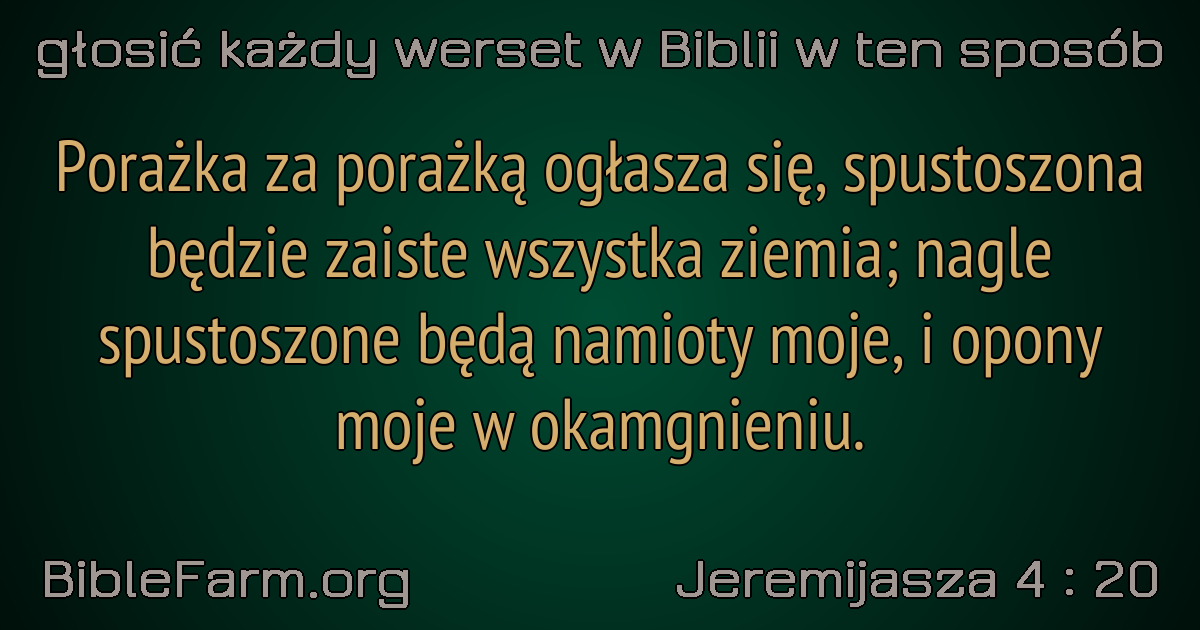 głosić każdy werset w Biblii w ten sposób
Porażka za porażką ogłasza się, spustoszona
będzie zaiste wszystka ziemia; nagle
spustoszone będą namioty moje, i opony
moje w okamgnieniu.
BibleFarm.org
Jeremijasza 4 : 20